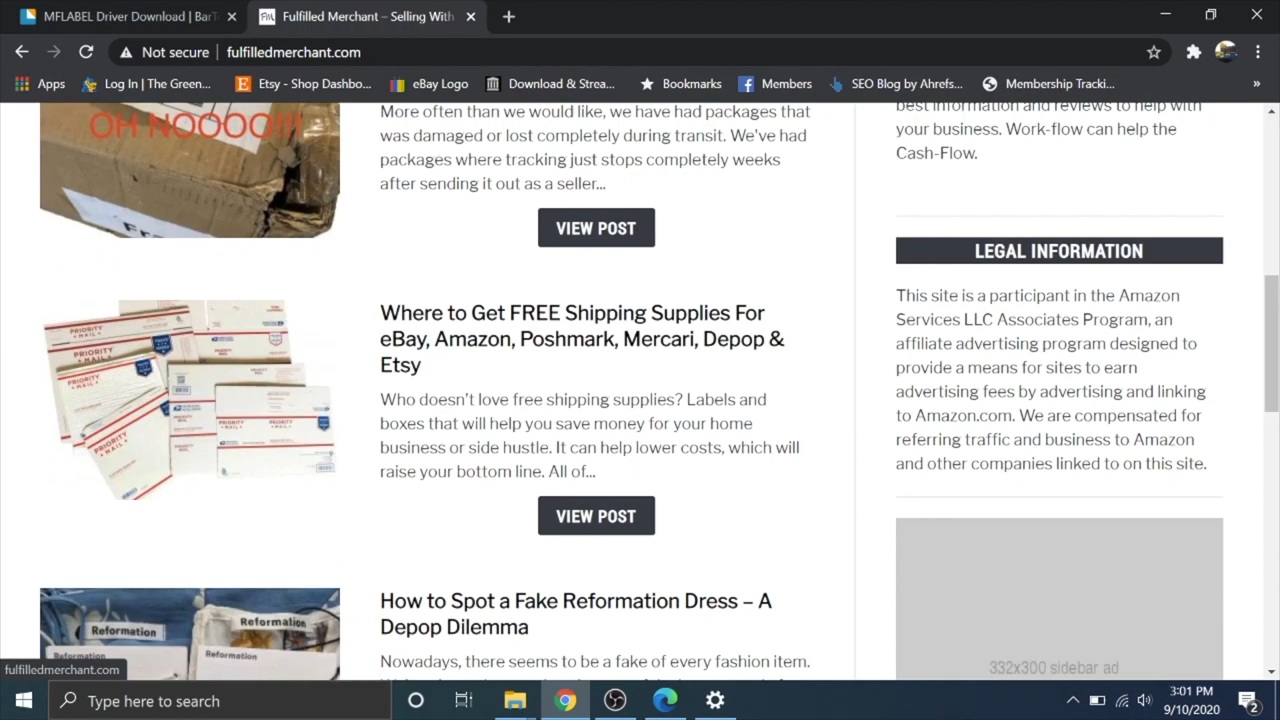 MFLABEL Driver Download | BarT
Fulfilled Merchant – Selling With
Not secure
fulfilledmerchant.com
Apps
Log In | The Green...
Etsy - Shop Dashbo...
eBay Logo
Download & Strea...
Bookmarks
Members
SEO Blog by Ahrefs...
Membership Tracki...
»
OH NOOOO!!!
More often than we would like, we have had packages that
was damaged or lost completely during transit. We've had
packages where tracking just stops completely weeks
after sending it out as a seller...
VIEW POST
PRIORITY MAIL
Where to Get FREE Shipping Supplies For
eBay, Amazon, Poshmark, Mercari, Depop &
Etsy
Who doesn't love free shipping supplies? Labels and
boxes that will help you save money for your home
business or side hustle. It can help lower costs, which will
raise your bottom line. All of...
VIEW POST
Reformation
Reformation
Reformation
Reformation
How to Spot a Fake Reformation Dress – A
Depop Dilemma
Nowadays, there seems to be a fake of every fashion item.
best information and reviews to help with
your business. Work-flow can help the
Cash-Flow.
LEGAL INFORMATION
This site is a participant in the Amazon
Services LLC Associates Program, an
affiliate advertising program designed to
provide a means for sites to earn
advertising fees by advertising and linking
to Amazon.com. We are compensated for
referring traffic and business to Amazon
and other companies linked to on this site.
332x300 sidebar ad
fulfilledmerchant.com
Type here to search
3:01 PM
9/10/2020
2